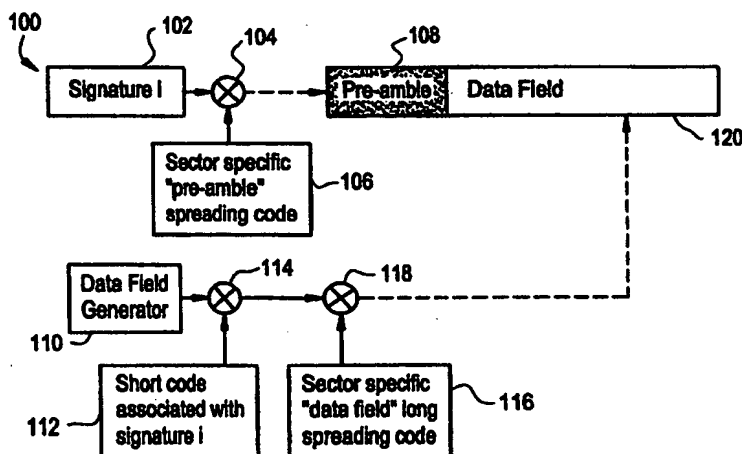 100
102
104
108
Signature i
Pre-amble
Data Field
120
Sector specific
"pre-amble"
spreading code
106
Data Field
Generator
110
114
118
Short code
associated with
signature i
112
Sector specific
"data field" long
spreading code
116